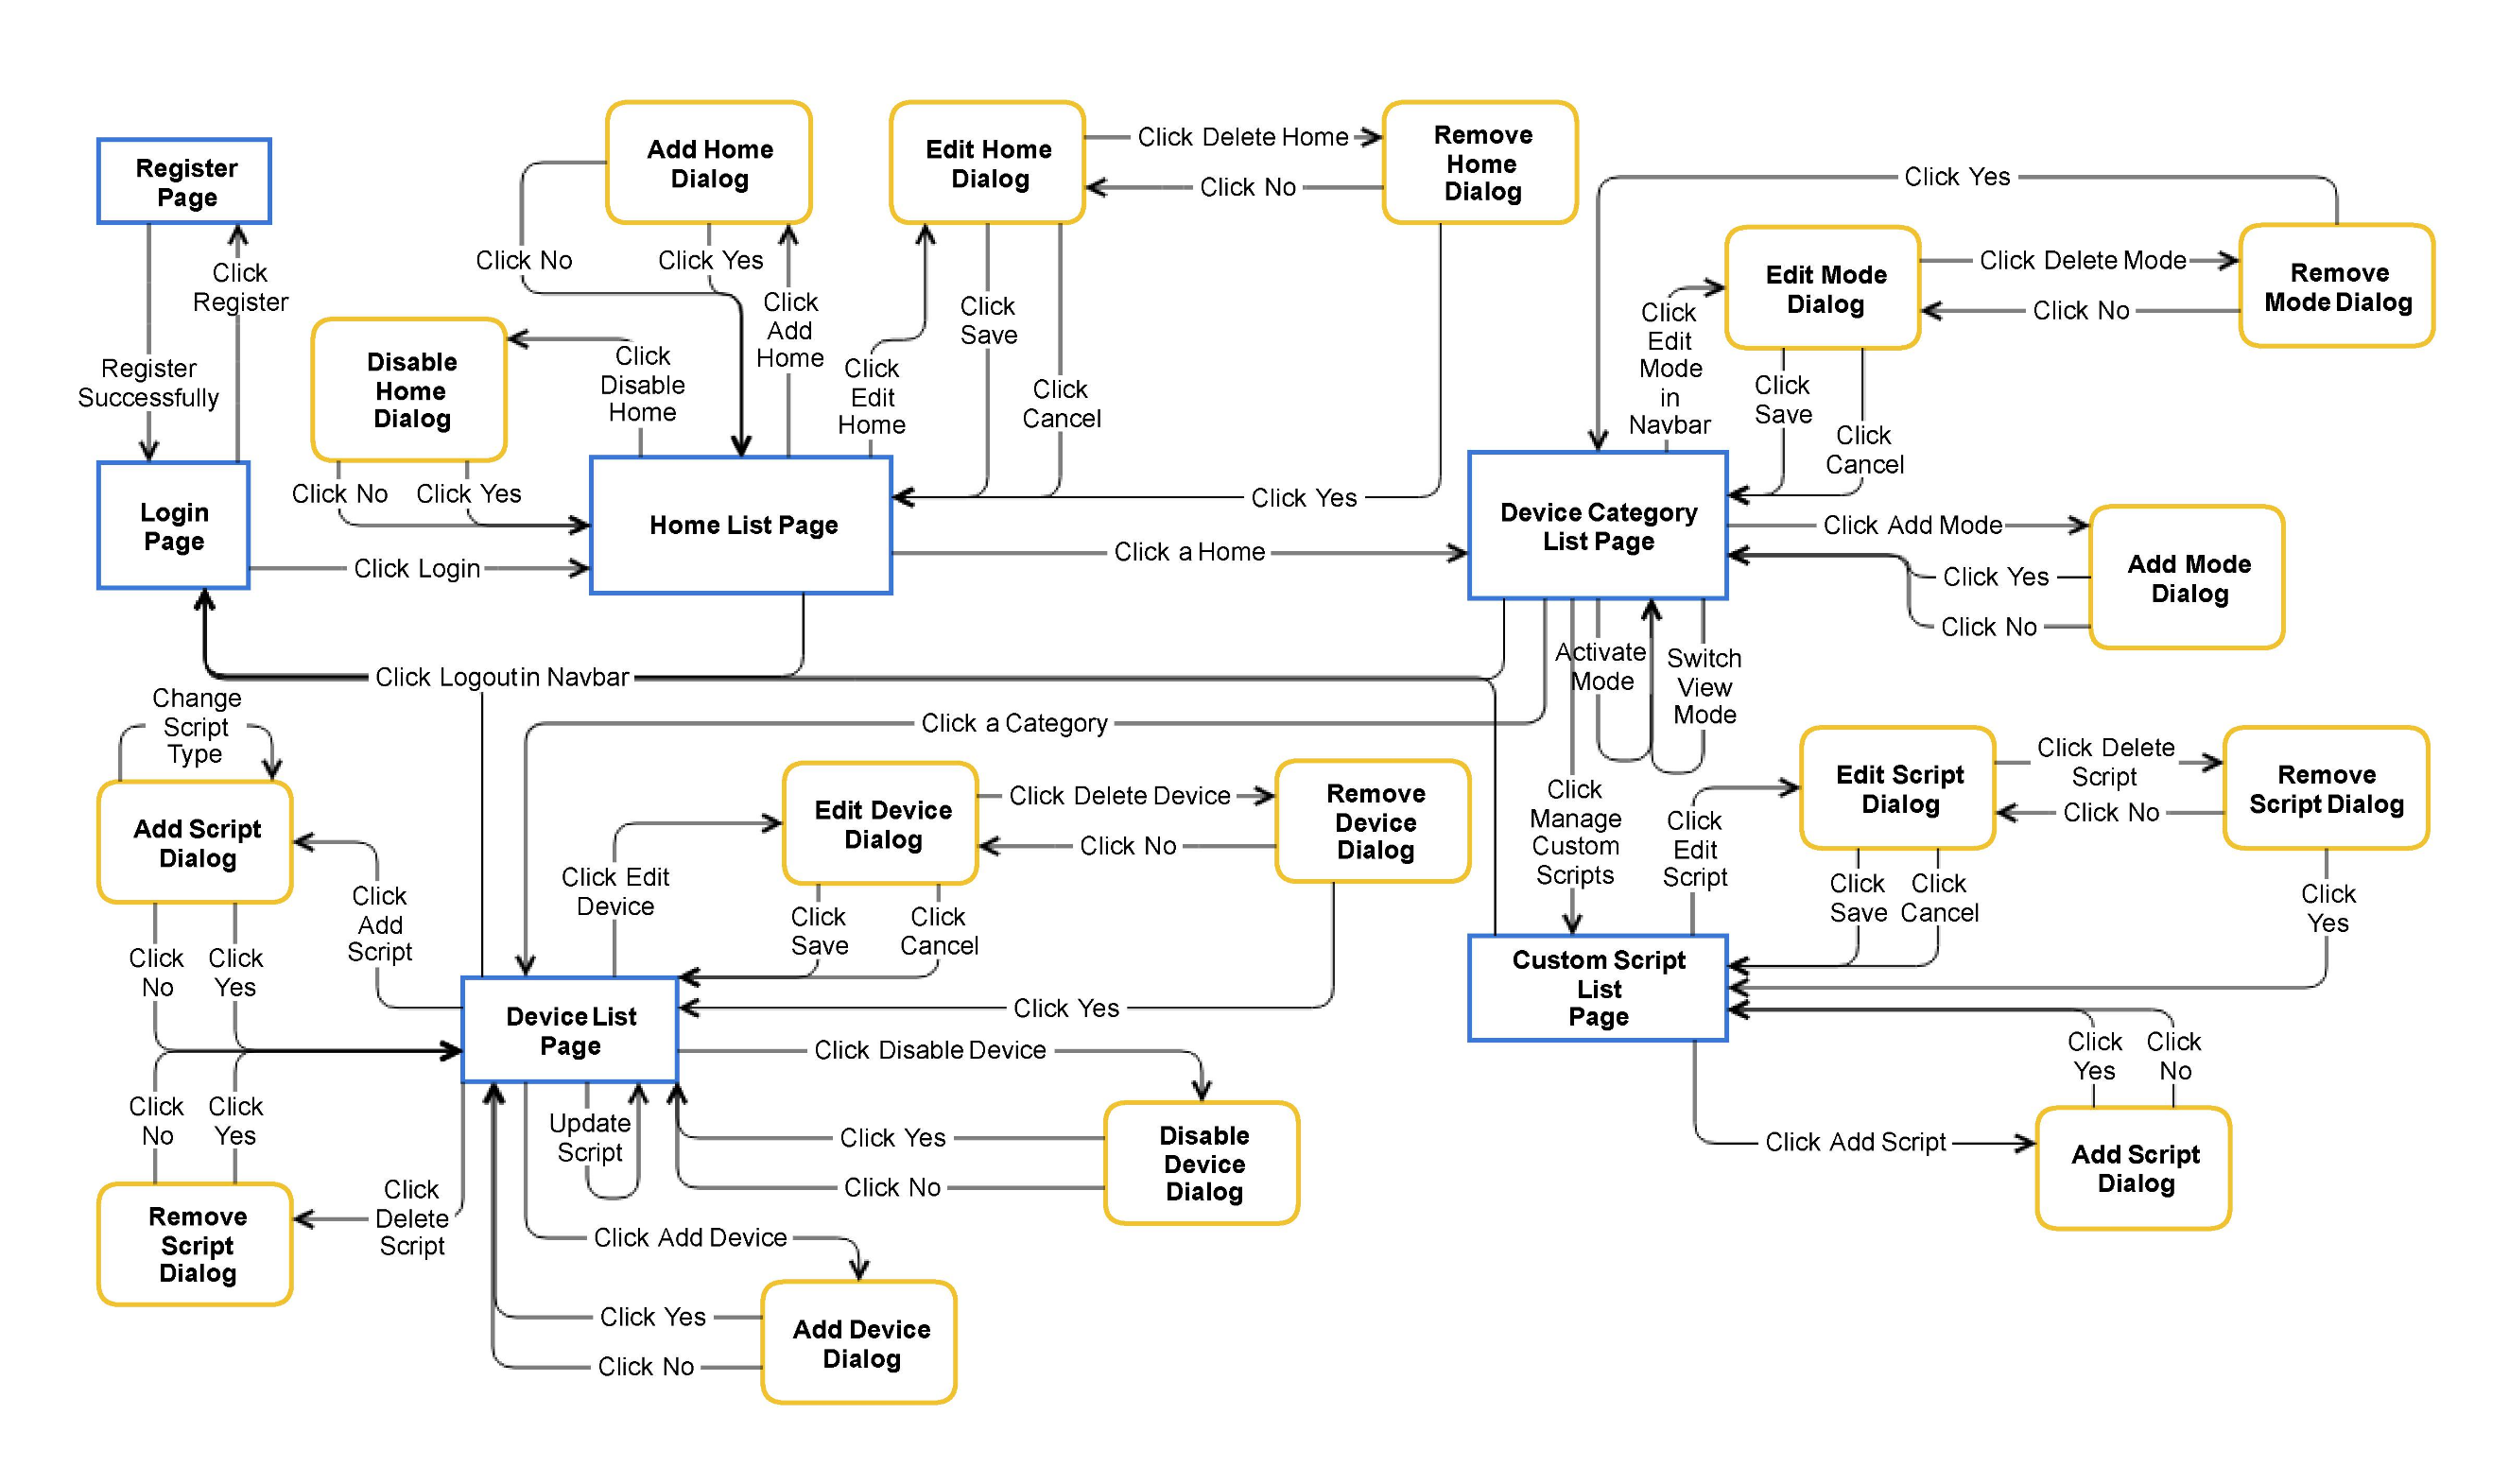 Register
Page
Click
Register
Register
Successfully
Login
Page
Click Login
Add Home
Dialog
Click No
Click Yes
Click
Add
Home
Disable
Home
Dialog
Click
Disable
Home
Click No
Click Yes
Home List Page
Edit Home
Dialog
Click
Edit
Home
Click
Save
Click
Cancel
Click Delete Home
Click No
Remove
Home
Dialog
Click Yes
Click a Home
Click Yes
Edit Mode
Dialog
Click Delete Mode
Click No
Remove
Mode Dialog
Click
Edit
Mode
in
Navbar
Click
Save
Click
Cancel
Device Category
List Page
Click Add Mode
Click Yes
Click No
Add Mode
Dialog
Click Logout in Navbar
Activate
Mode
Switch
View
Mode
Click a Category
Change
Script
Type
Add Script
Dialog
Click
Add
Script
Click
No
Click
Yes
Click
No
Click
Yes
Remove
Script
Dialog
Click
Delete
Script
Click Edit
Device
Edit Device
Dialog
Click Delete Device
Click No
Remove
Device
Dialog
Click
Save
Click
Cancel
Click Yes
Device List
Page
Click Disable Device
Update
Script
Click Yes
Click No
Disable
Device
Dialog
Click Add Device
Click Yes
Click No
Add Device
Dialog
Click
Manage
Custom
Scripts
Click
Edit
Script
Edit Script
Dialog
Click Delete
Script
Click No
Remove
Script Dialog
Click
Save
Click
Cancel
Click
Yes
Custom Script
List
Page
Click
Yes
Click
No
Click Add Script
Add Script
Dialog